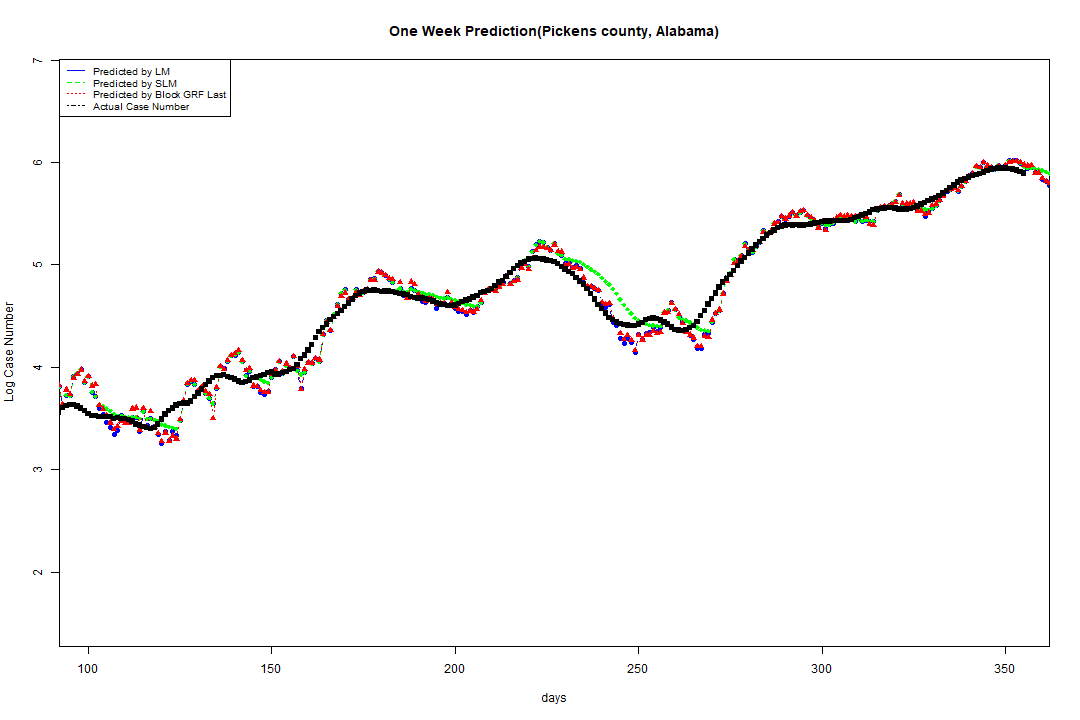 One Week Prediction(Pickens county, Alabama)
Predicted by LM
Predicted by SLM
Predicted by Block GRF Last
Actual Case Number
7
6
5
4
3
2
Log Case Number
100 150 200 250 300 350
days